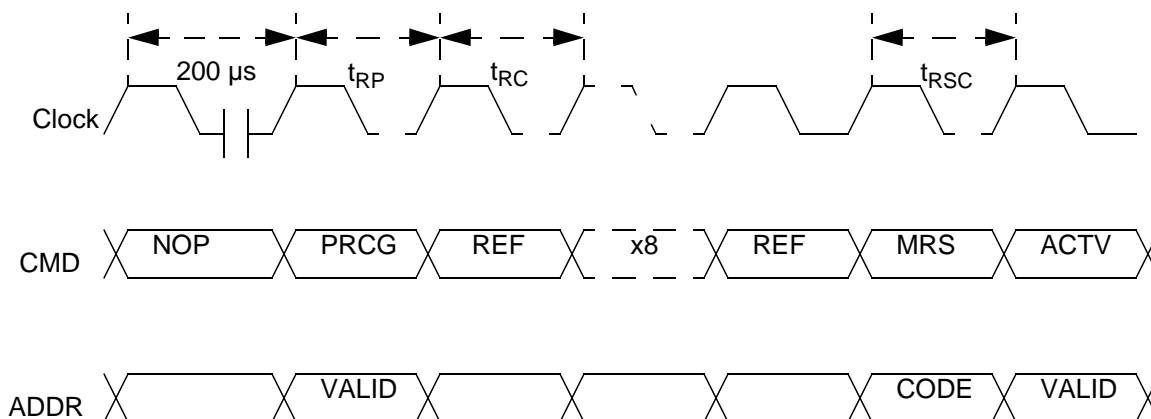 200 µs tRP tRC tRSC
Clock
CMD NOP PRCG REF x8 REF MRS ACTV
ADDR VALID CODE VALID